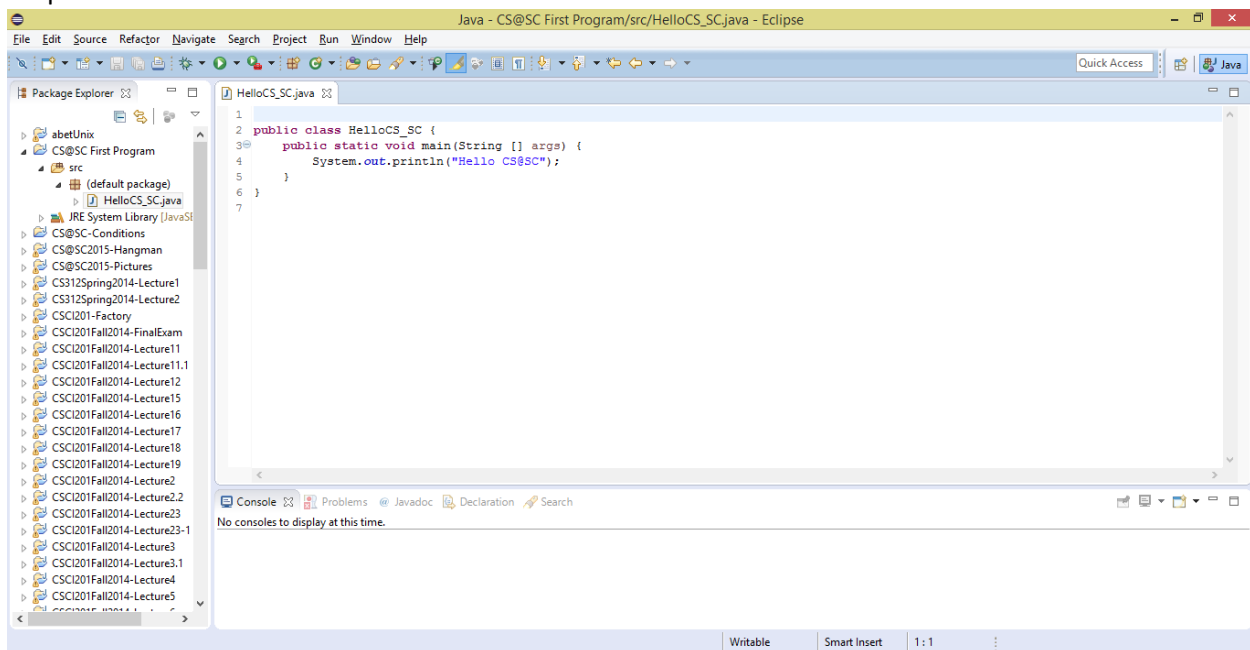 Java - CS@SC First Program/src/HelloCS_SC.java - Eclipse
File Edit Source Refactor Navigate Search Project Run Window Help
Quick Access
Java
Package Explorer
abetUnix
CS@SC First Program
src
(default package)
HelloCS_SC.java
JRE System Library [JavaSE
CS@SC-Conditions
CS@SC2015-Hangman
CS@SC2015-Pictures
CS312Spring2014-Lecture1
CS312Spring2014-Lecture2
CSCI201-Factory
CSCI201Fall2014-FinalExam
CSCI201Fall2014-Lecture11
CSCI201Fall2014-Lecture11.1
CSCI201Fall2014-Lecture12
CSCI201Fall2014-Lecture15
CSCI201Fall2014-Lecture16
CSCI201Fall2014-Lecture17
CSCI201Fall2014-Lecture18
CSCI201Fall2014-Lecture19
CSCI201Fall2014-Lecture2
CSCI201Fall2014-Lecture2.2
CSCI201Fall2014-Lecture23
CSCI201Fall2014-Lecture23-1
CSCI201Fall2014-Lecture3
CSCI201Fall2014-Lecture3.1
CSCI201Fall2014-Lecture4
CSCI201Fall2014-Lecture5
HelloCS_SC.java
1
2 public class HelloCS_SC {
3 public static void main(String [] args) {
4 System.out.println("Hello CS@SC");
5 }
6 }
7
Console Problems @ Javadoc Declaration Search
No consoles to display at this time.
Writable Smart Insert 1 : 1